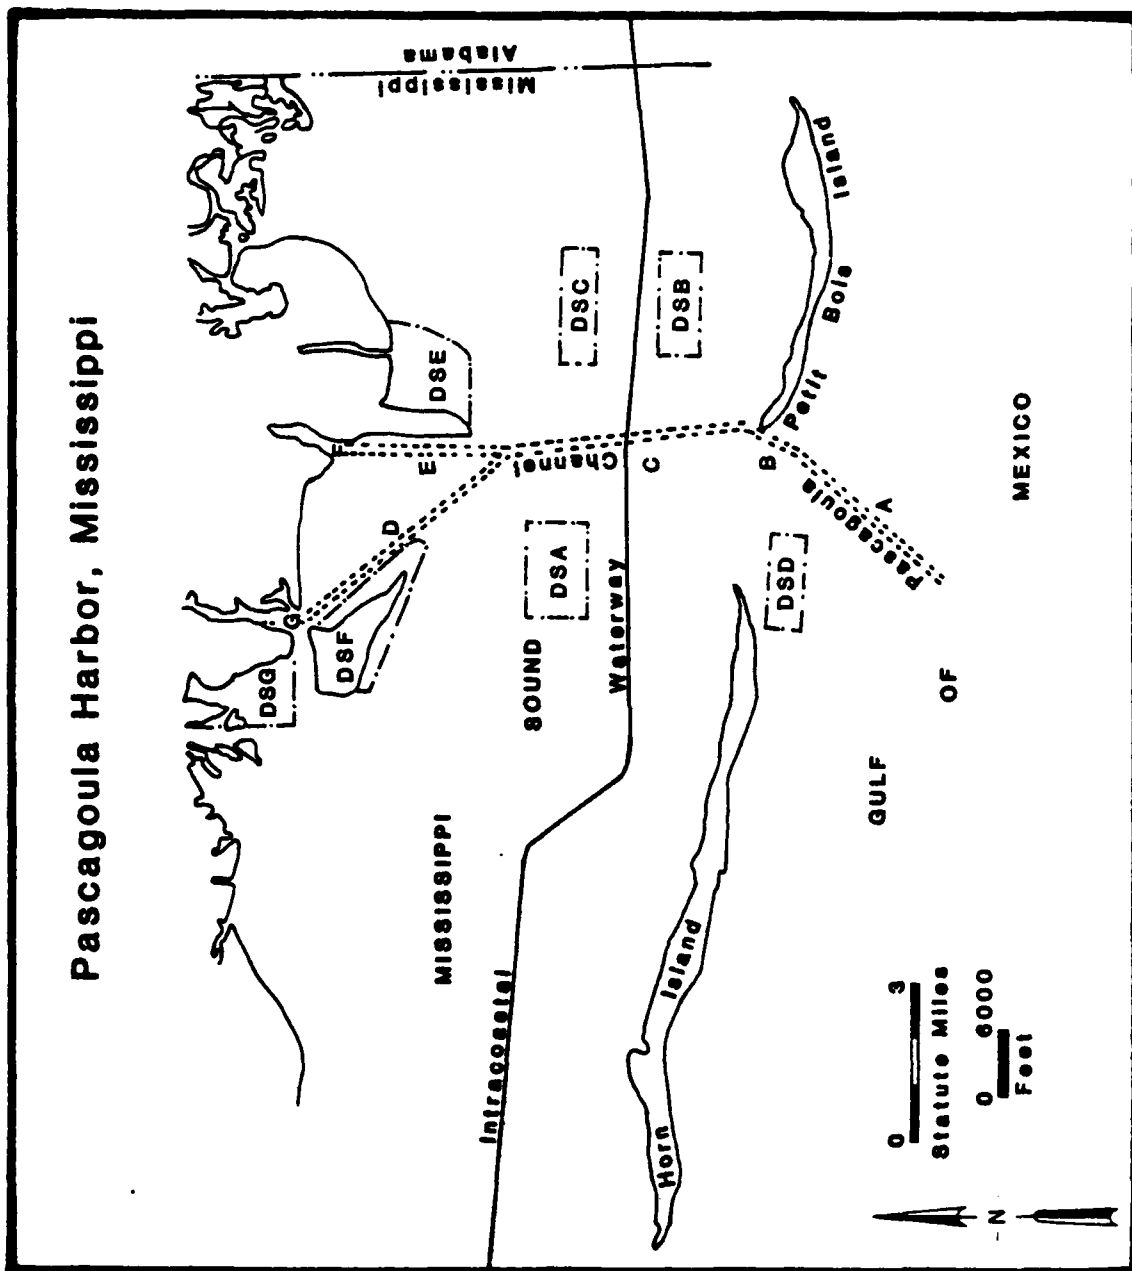 Pascagoula Harbor, Mississippi
Mississippi
Alabama
DSG
G
DSF
D
F
E
DSE
MISSISSIPPI
SOUND
DSA
Channel
DSC
Intracoastal
Waterway
C
DSB
Horn
Island
DSD
B
Petit
Bois
Island
Pascagoula
A
GULF
OF
MEXICO
0 3
Statute Miles
0 6000
Feet
N